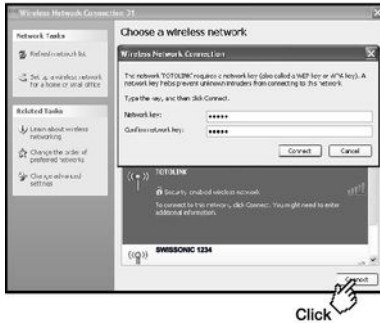 Wireless Network Connection 21
Network Tasks
Refresh network list
Set up a wireless network
for a home or small office
Related Tasks
Learn about wireless
networking
Change the order of
preferred networks
Change advanced
settings
Choose a wireless network
Wireless Network Connection
The network 'TOTOLINK' requires a network key (also called a WEP key or WPA key). A
network key helps prevent unknown intruders from connecting to this network.
Type the key, and then click Connect.
Network key:
Confirm network key:
Connect
Cancel
TOTOLINK
Security-enabled wireless network
To connect to this network, click Connect. You might need to enter
additional information.
SWISSONIC 1234
Connect
Click